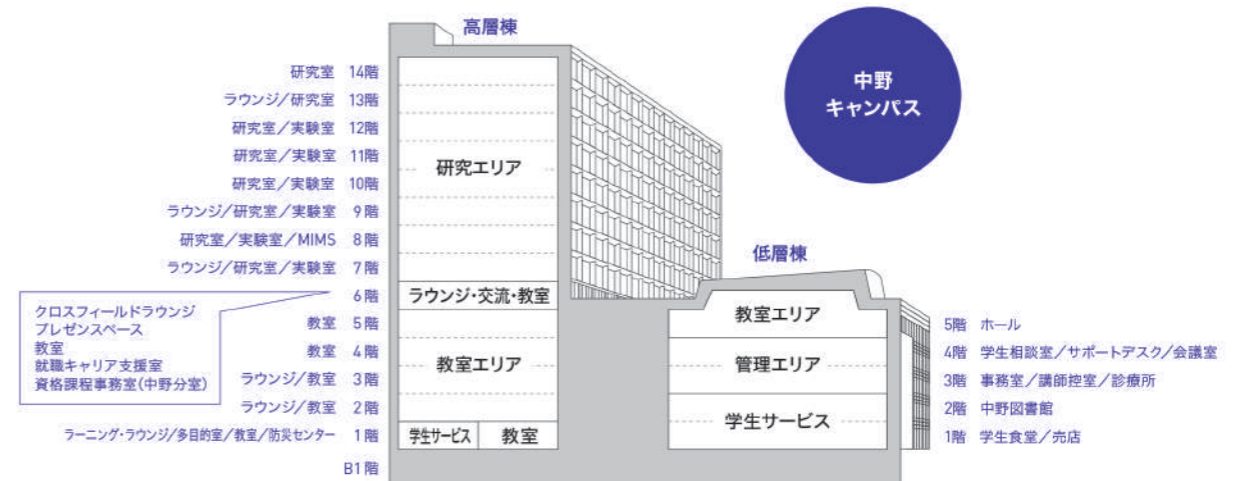 高層棟
中野
キャンパス
研究室 14階
ラウンジ/研究室 13階
研究室/実験室 12階
研究室/実験室 11階
研究室/実験室 10階
ラウンジ/研究室/実験室 9階
研究室/実験室/MIMS 8階
ラウンジ/研究室/実験室 7階
6階
クロスフィールドラウンジ
プレゼンスペース
教室
就職キャリア支援室
資格課程事務室(中野分室)
教室 5階
教室 4階
ラウンジ/教室 3階
ラウンジ/教室 2階
ラーニング・ラウンジ/多目的室/教室/防災センター 1階
B1階
研究エリア
ラウンジ・交流・教室
教室エリア
学生サービス 教室
低層棟
教室エリア
管理エリア
学生サービス
5階 ホール
4階 学生相談室/サポートデスク/会議室
3階 事務室/講師控室/診療所
2階 中野図書館
1階 学生食堂/売店